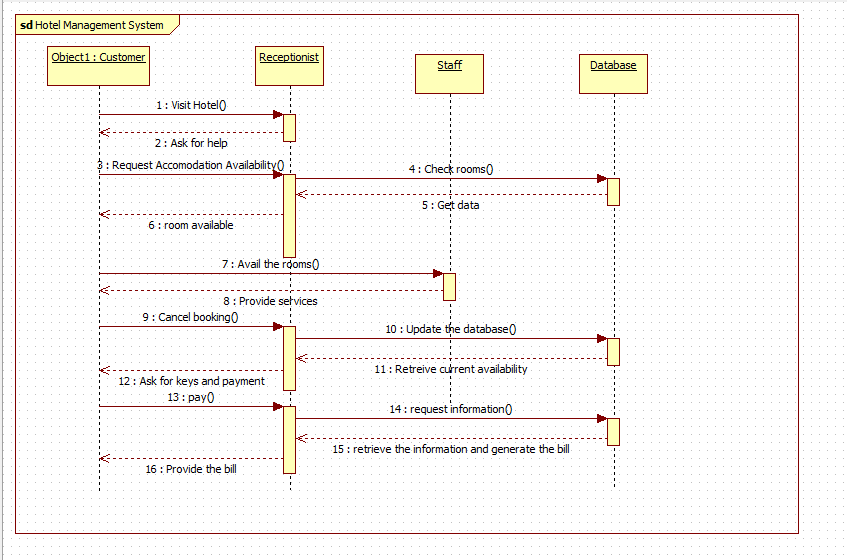 sd Hotel Management System
Object1 : Customer
Receptionist
Staff
Database
1 : Visit Hotel()
2 : Ask for help
3 : Request Accomodation Availability()
4 : Check rooms()
5 : Get data
6 : room available
7 : Avail the rooms()
8 : Provide services
9 : Cancel booking()
10 : Update the database()
11 : Retreive current availability
12 : Ask for keys and payment
13 : pay()
14 : request information()
15 : retrieve the information and generate the bill
16 : Provide the bill